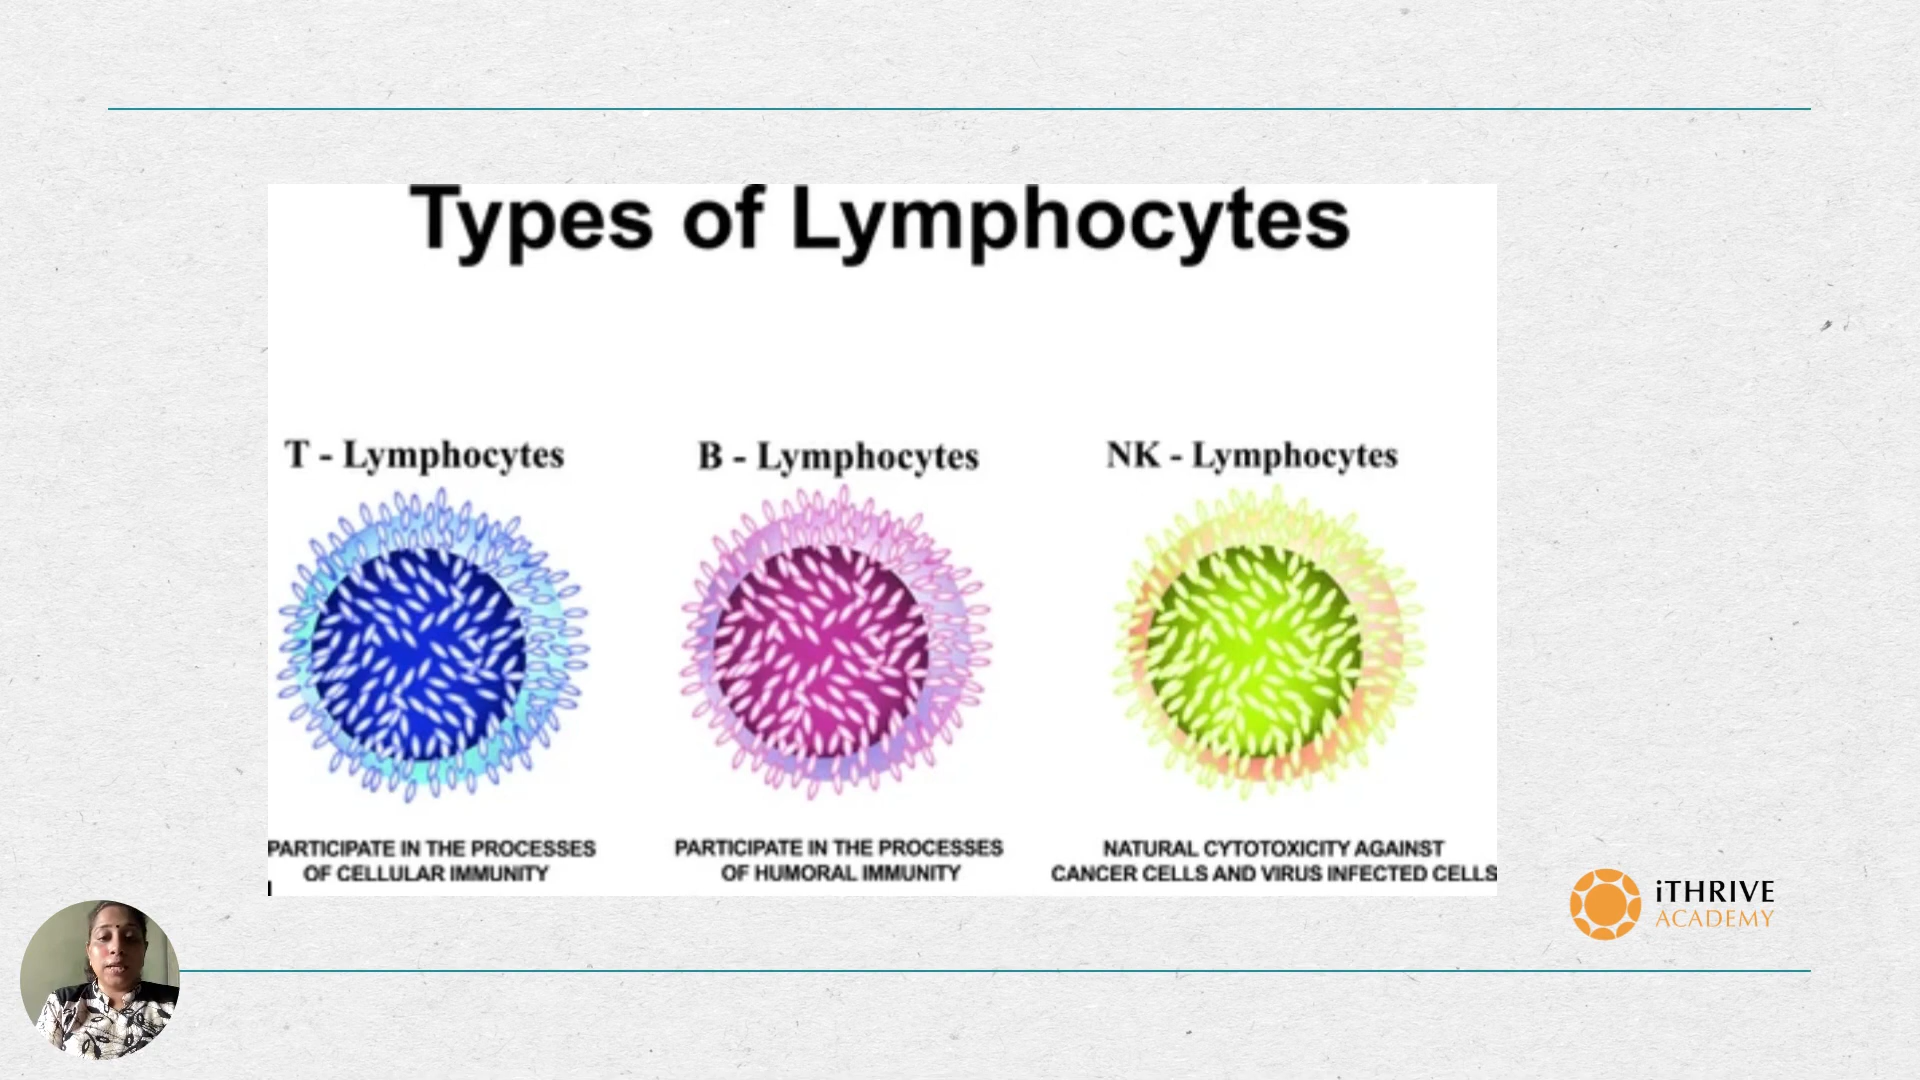 Types of Lymphocytes
T - Lymphocytes
B - Lymphocytes
NK - Lymphocytes
PARTICIPATE IN THE PROCESSES
OF CELLULAR IMMUNITY
PARTICIPATE IN THE PROCESSES
OF HUMORAL IMMUNITY
NATURAL CYTOTOXICITY AGAINST
CANCER CELLS AND VIRUS INFECTED CELLS
iTHRIVE
ACADEMY